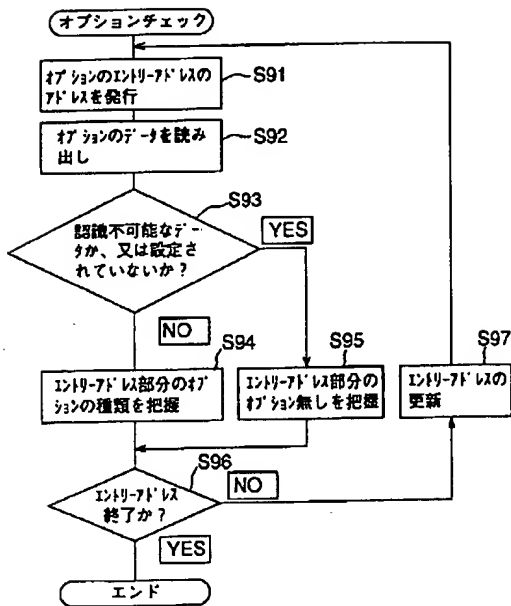 オプションチェック
ｵﾌﾟｼｮﾝのｴﾝﾄﾘｰｱﾄﾞﾚｽの
ｱﾄﾞﾚｽを発行
S91
ｵﾌﾟｼｮﾝのﾃﾞｰﾀを読み
出し
S92
S93
認識不可能なﾃﾞｰ
ﾀか、又は設定さ
れていないか？
YES
NO
S94
ｴﾝﾄﾘｰｱﾄﾞﾚｽ部分のｵﾌﾟ
ｼｮﾝの種類を把握
S95
ｴﾝﾄﾘｰｱﾄﾞﾚｽ部分の
ｵﾌﾟｼｮﾝ無しを把握
S97
ｴﾝﾄﾘｰｱﾄﾞﾚｽの
更新
S96
ｴﾝﾄﾘｰｱﾄﾞﾚｽ
終了か？
NO
YES
エンド